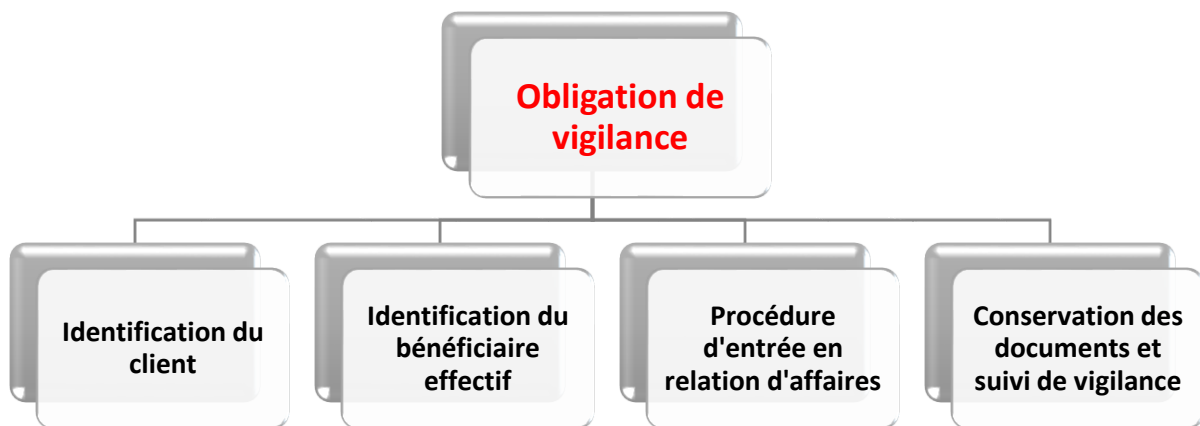 Obligation de
vigilance
Identification du
client
Identification du
bénéficiaire
effectif
Procédure
d'entrée en
relation d'affaires
Conservation des
documents et
suivi de vigilance